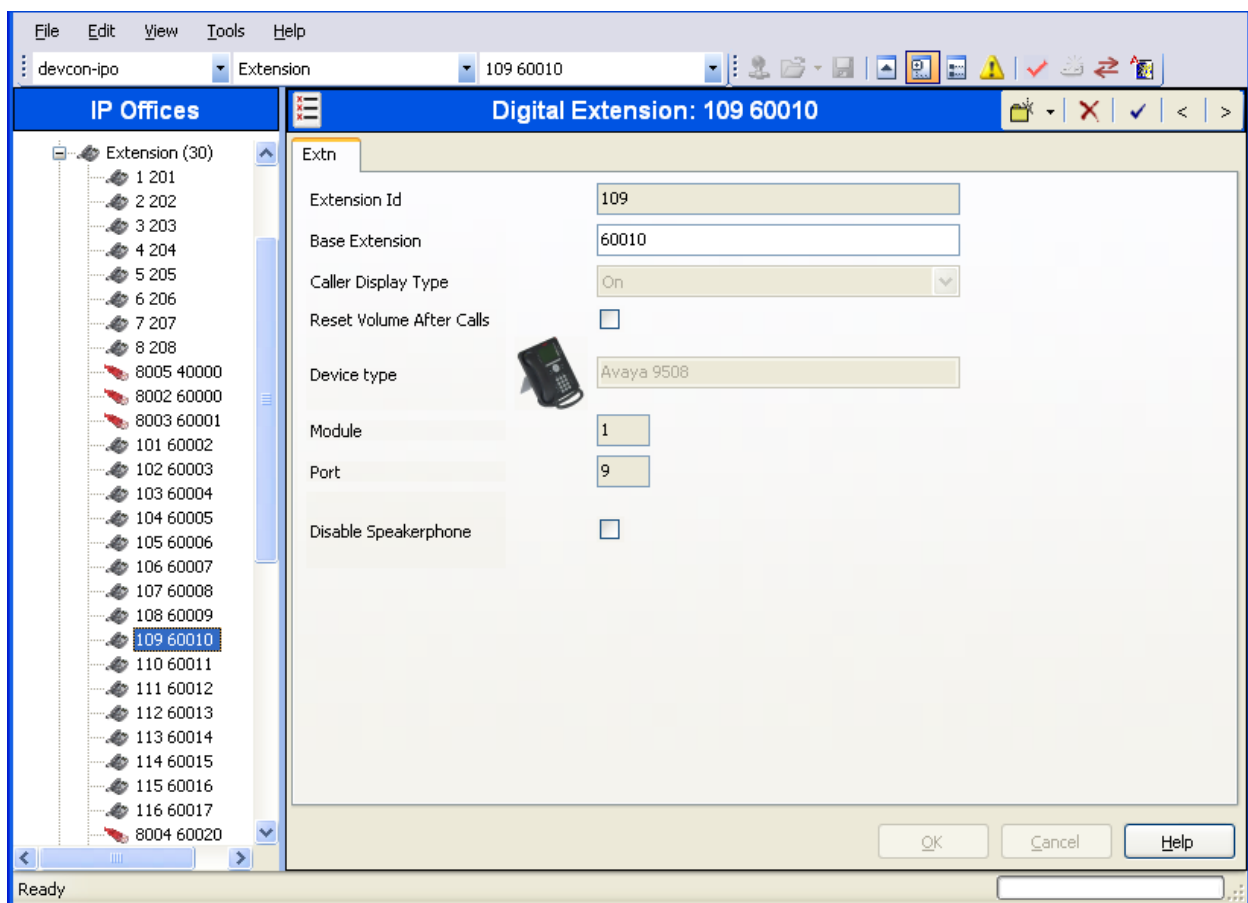 File Edit View Tools Help
devcon-ipo Extension 109 60010
IP Offices
Digital Extension: 109 60010
< >
Extension (30)
1 201
2 202
3 203
4 204
5 205
6 206
7 207
8 208
8005 40000
8002 60000
8003 60001
101 60002
102 60003
103 60004
104 60005
105 60006
106 60007
107 60008
108 60009
109 60010
110 60011
111 60012
112 60013
113 60014
114 60015
115 60016
116 60017
8004 60020
Extn
Extension Id 109
Base Extension 60010
Caller Display Type On
Reset Volume After Calls
Device type Avaya 9508
Module 1
Port 9
Disable Speakerphone
OK Cancel Help
Ready